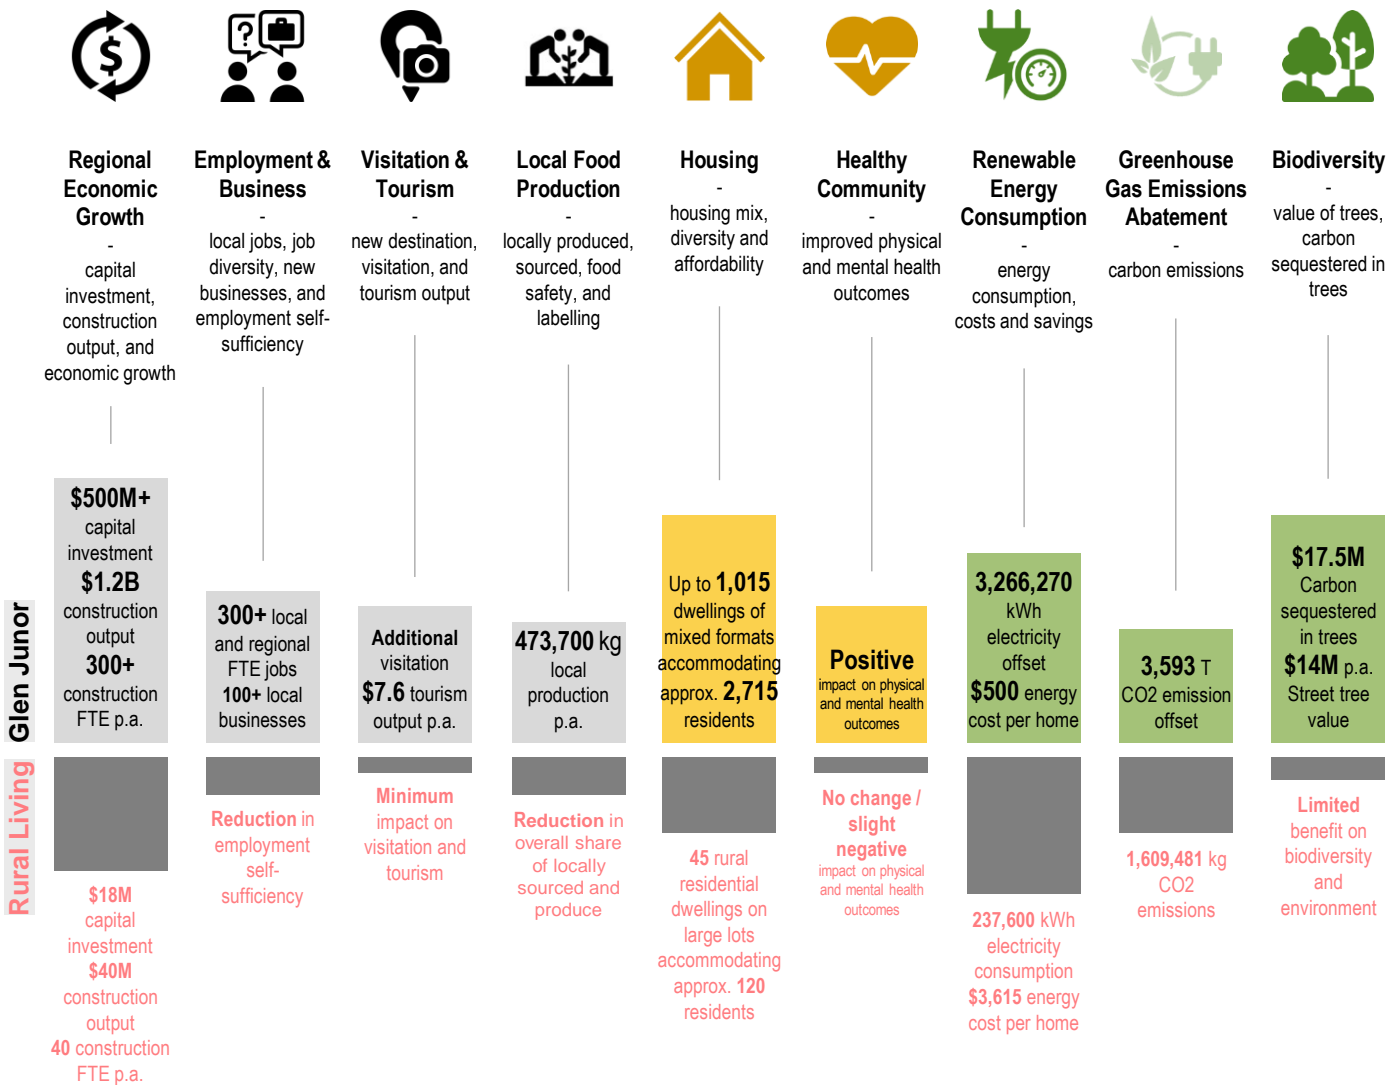 $
?
Regional
Economic
Growth
-
capital
investment,
construction
output, and
economic growth
Employment &
Business
-
local jobs, job
diversity, new
businesses, and
employment self-
sufficiency
Visitation &
Tourism
-
new destination,
visitation, and
tourism output
Local Food
Production
-
locally produced,
sourced, food
safety, and
labelling
Housing
-
housing mix,
diversity and
affordability
Healthy
Community
-
improved physical
and mental health
outcomes
Renewable
Energy
Consumption
-
energy
consumption,
costs and savings
Greenhouse
Gas Emissions
Abatement
-
carbon emissions
Biodiversity
-
value of trees,
carbon
sequestered in
trees
Glen Junor
$500M+
capital
investment
$1.2B
construction
output
300+
construction
FTE p.a.
300+ local
and regional
FTE jobs
100+ local
businesses
Additional
visitation
$7.6 tourism
output p.a.
473,700 kg
local
production
p.a.
Up to 1,015
dwellings of
mixed formats
accommodating
approx. 2,715
residents
Positive
impact on physical
and mental health
outcomes
3,266,270
kWh
electricity
offset
$500 energy
cost per home
3,593 T
CO2 emission
offset
$17.5M
Carbon
sequestered
in trees
$14M p.a.
Street tree
value
Rural Living
$18M
capital
investment
$40M
construction
output
40 construction
FTE p.a.
Reduction in
employment
self-
sufficiency
Minimum
impact on
visitation and
tourism
Reduction in
overall share
of locally
sourced and
produce
45 rural
residential
dwellings on
large lots
accommodating
approx. 120
residents
No change /
slight
negative
impact on physical
and mental health
outcomes
237,600 kWh
electricity
consumption
$3,615 energy
cost per home
1,609,481 kg
CO2
emissions
Limited
benefit on
biodiversity
and
environment